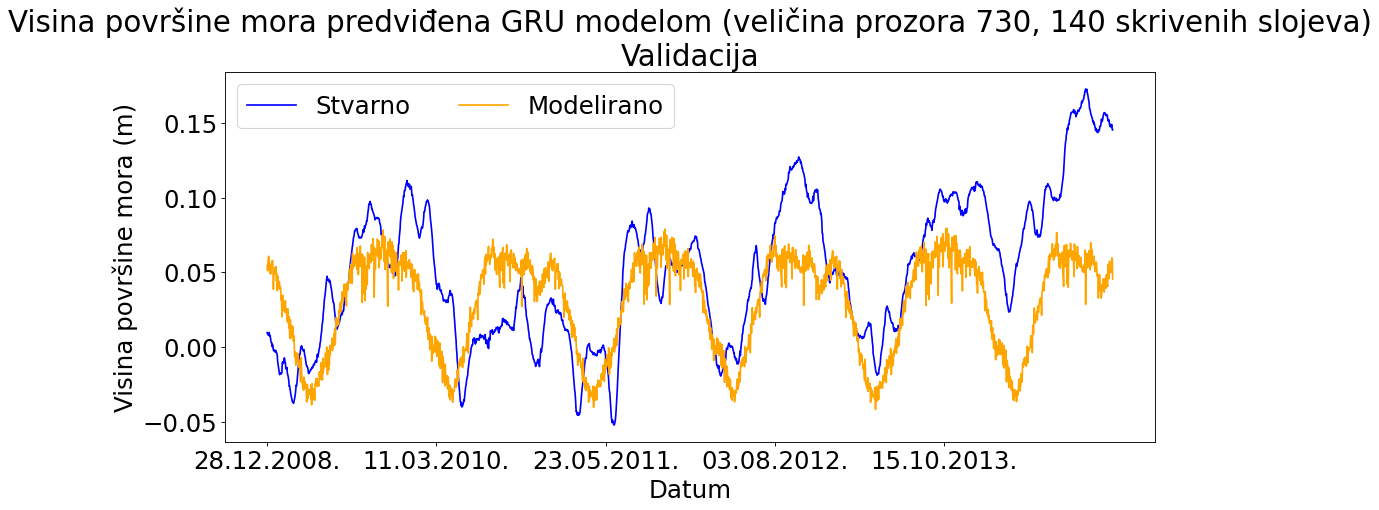 Visina površine mora predviđena GRU modelom (veličina prozora 730, 140 skrivenih slojeva)
Validacija
Stvarno
Modelirano
Visina površine mora (m)
0.15
0.10
0.05
0.00
−0.05
28.12.2008.
11.03.2010.
23.05.2011.
03.08.2012.
15.10.2013.
Datum